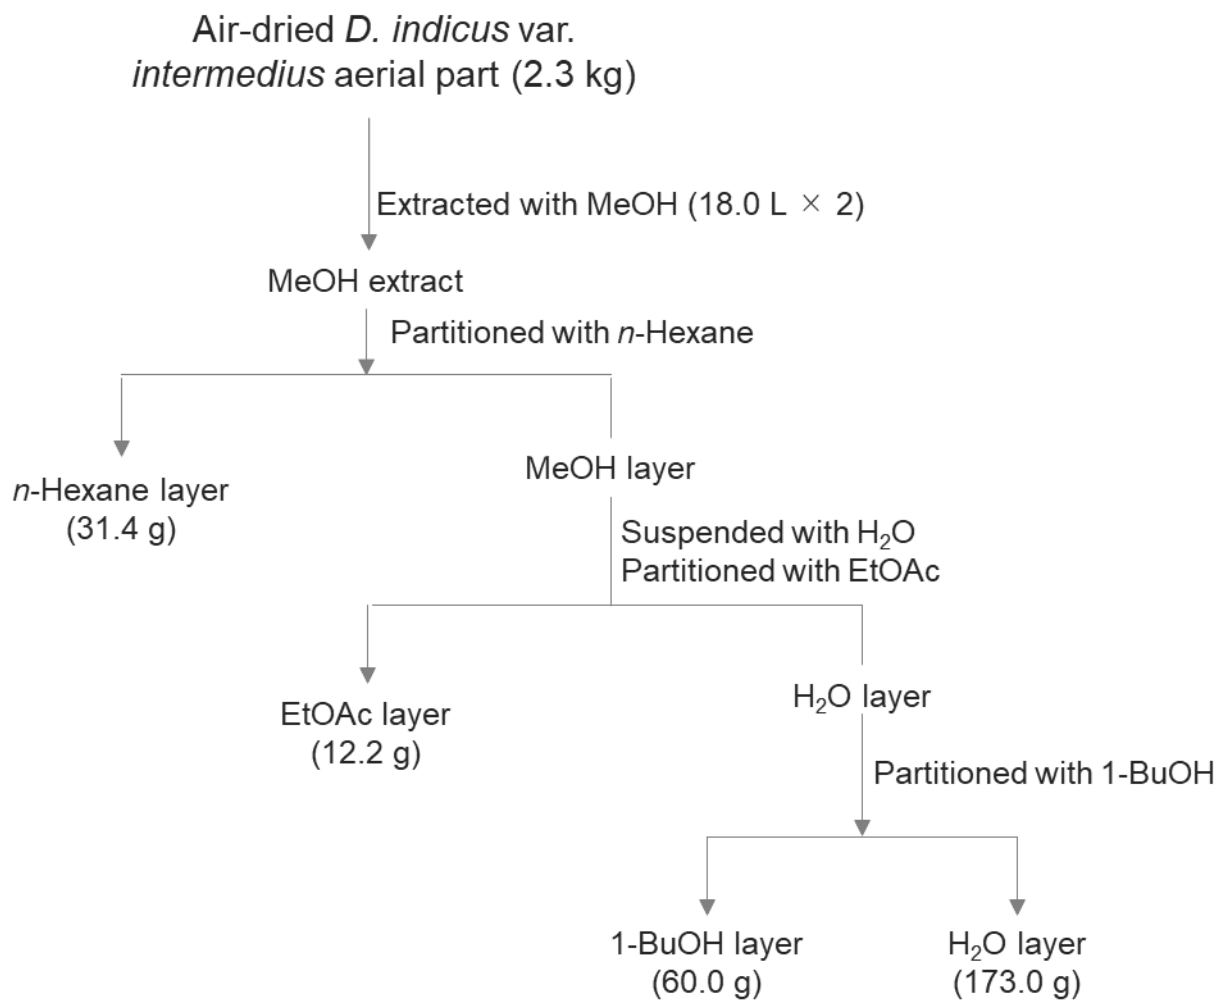 Air-dried D. indicus var.
intermedius aerial part (2.3 kg)
Extracted with MeOH (18.0 L × 2)
MeOH extract
Partitioned with n-Hexane
n-Hexane layer
(31.4 g)
MeOH layer
Suspended with H₂O
Partitioned with EtOAc
EtOAc layer
(12.2 g)
H₂O layer
Partitioned with 1-BuOH
1-BuOH layer
(60.0 g)
H₂O layer
(173.0 g)